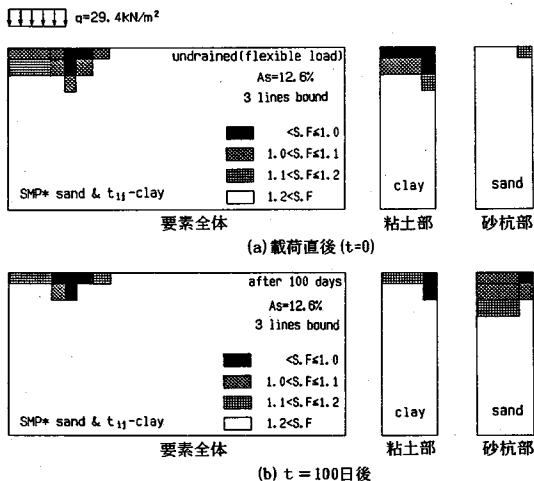 q=29.4kN/m²
undrained(flexible load)
As=12.6%
3 lines bound
<S.F≤1.0
1.0<S.F≤1.1
1.1<S.F≤1.2
1.2<S.F
SMP* sand & tij-clay
clay
sand
要素全体
粘土部
砂杭部
(a)載荷直後(t=0)
after 100 days
As=12.6%
3 lines bound
<S.F≤1.0
1.0<S.F≤1.1
1.1<S.F≤1.2
1.2<S.F
SMP* sand & tij-clay
clay
sand
要素全体
粘土部
砂杭部
(b) t=100日後